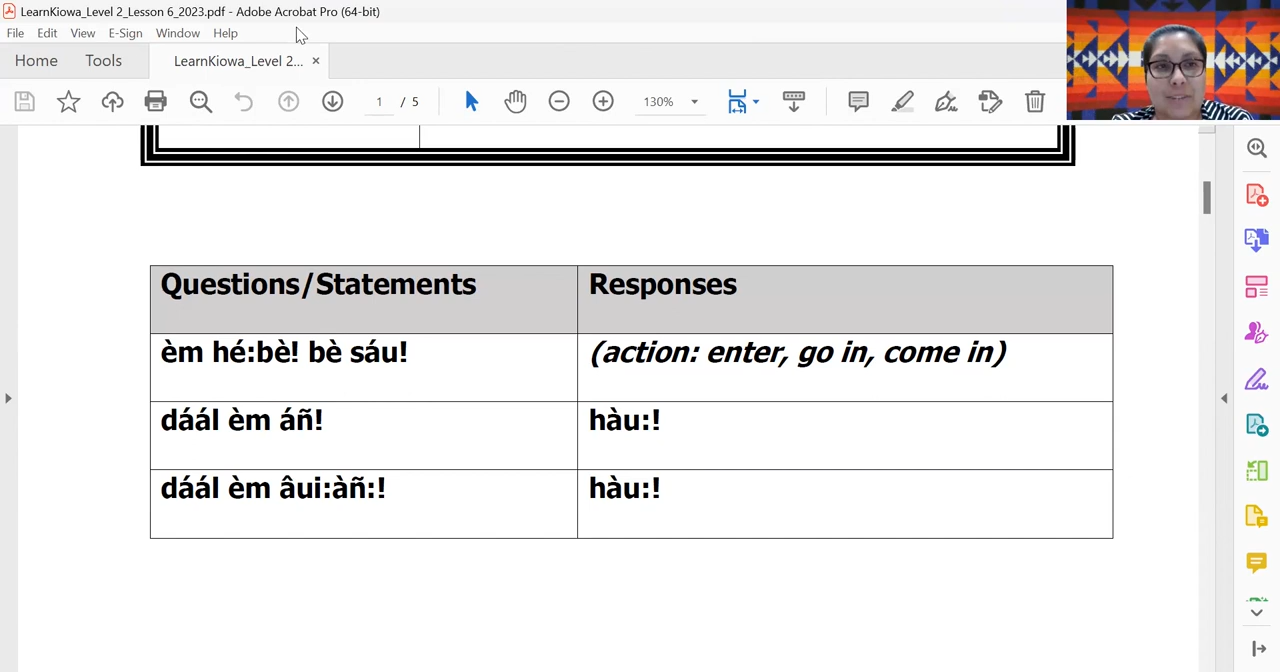 LearnKiowa_Level 2_Lesson 6_2023.pdf - Adobe Acrobat Pro (64-bit)
File Edit View E-Sign Window Help
Home Tools LearnKiowa_Level 2... ×
1 / 5 130%
Questions/Statements Responses
èm hé:bè! bè sáu! (action: enter, go in, come in)
dáál èm áñ! hàu:!
dáál èm âui:àñ:! hàu:!